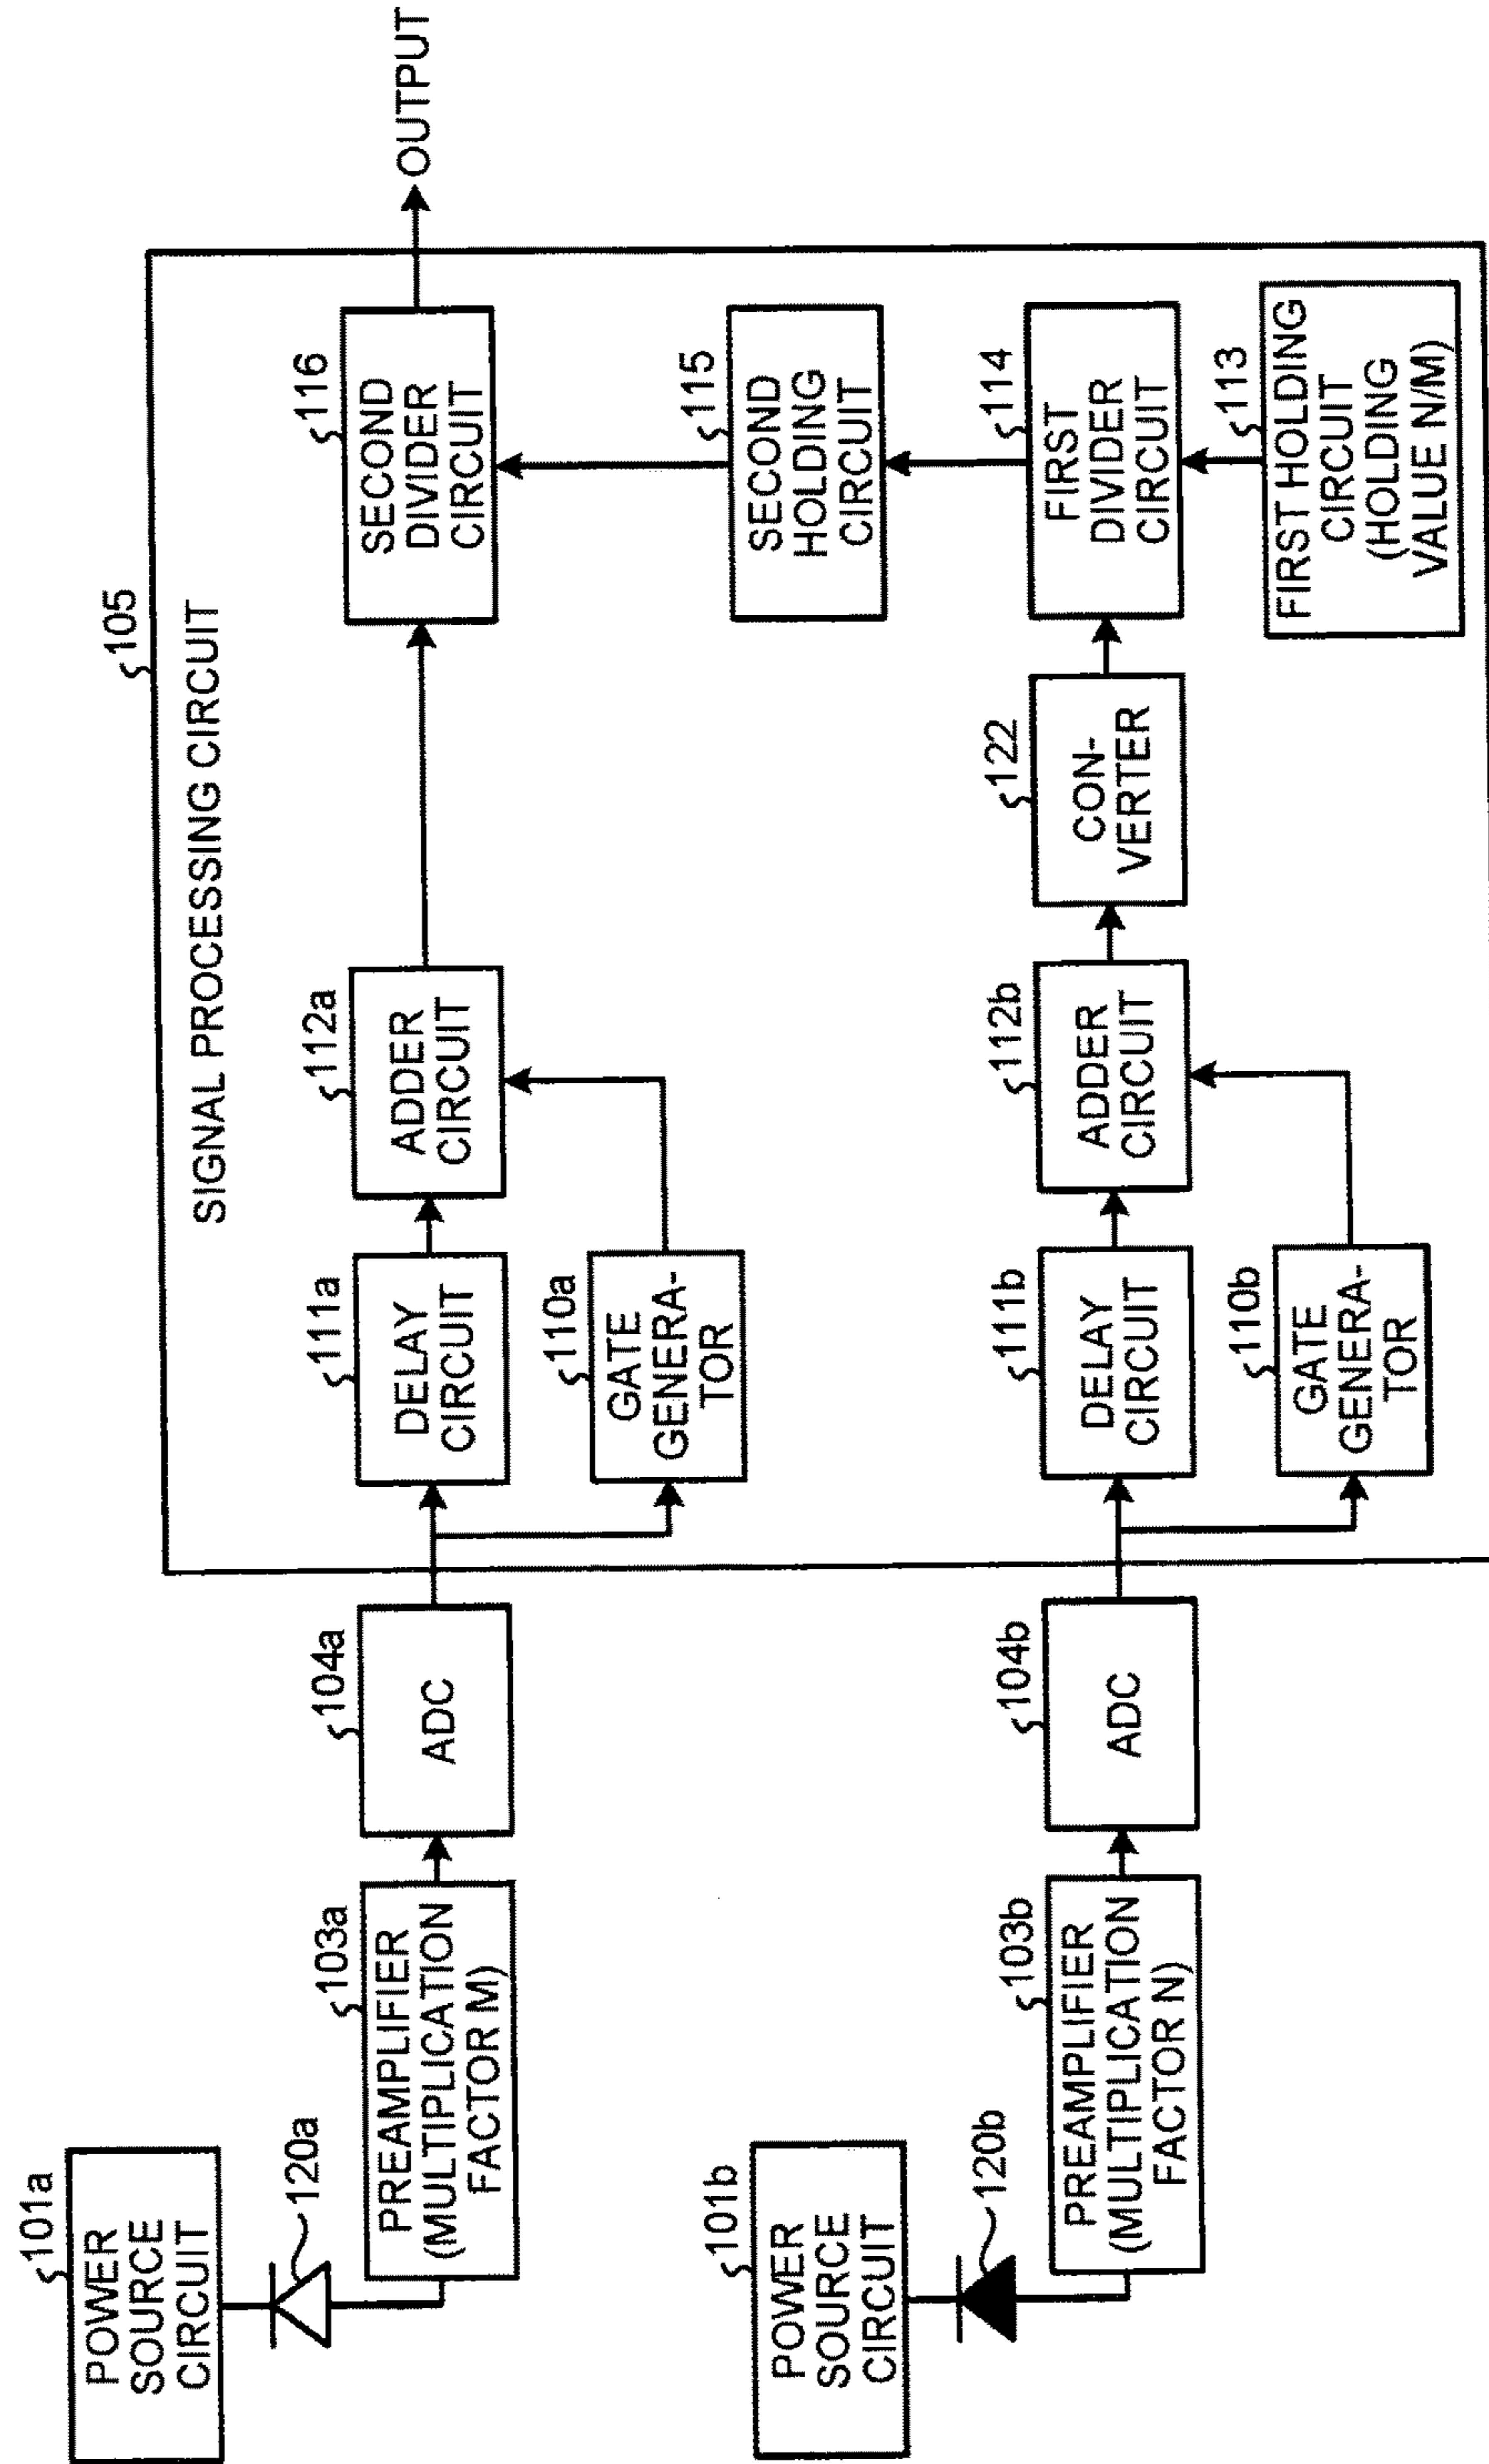 101a
POWER
SOURCE
CIRCUIT
120a
103a
PREAMPLIFIER
(MULTIPLICATION
FACTOR M)
104a
ADC
105
SIGNAL PROCESSING CIRCUIT
111a
DELAY
CIRCUIT
110a
GATE
GENERA-
TOR
112a
ADDER
CIRCUIT
116
SECOND
DIVIDER
CIRCUIT
OUTPUT
115
SECOND
HOLDING
CIRCUIT
101b
POWER
SOURCE
CIRCUIT
120b
103b
PREAMPLIFIER
(MULTIPLICATION
FACTOR N)
104b
ADC
111b
DELAY
CIRCUIT
110b
GATE
GENERA-
TOR
112b
ADDER
CIRCUIT
122
CON-
VERTER
114
FIRST
DIVIDER
CIRCUIT
113
FIRST HOLDING
CIRCUIT
(HOLDING
VALUE N/M)